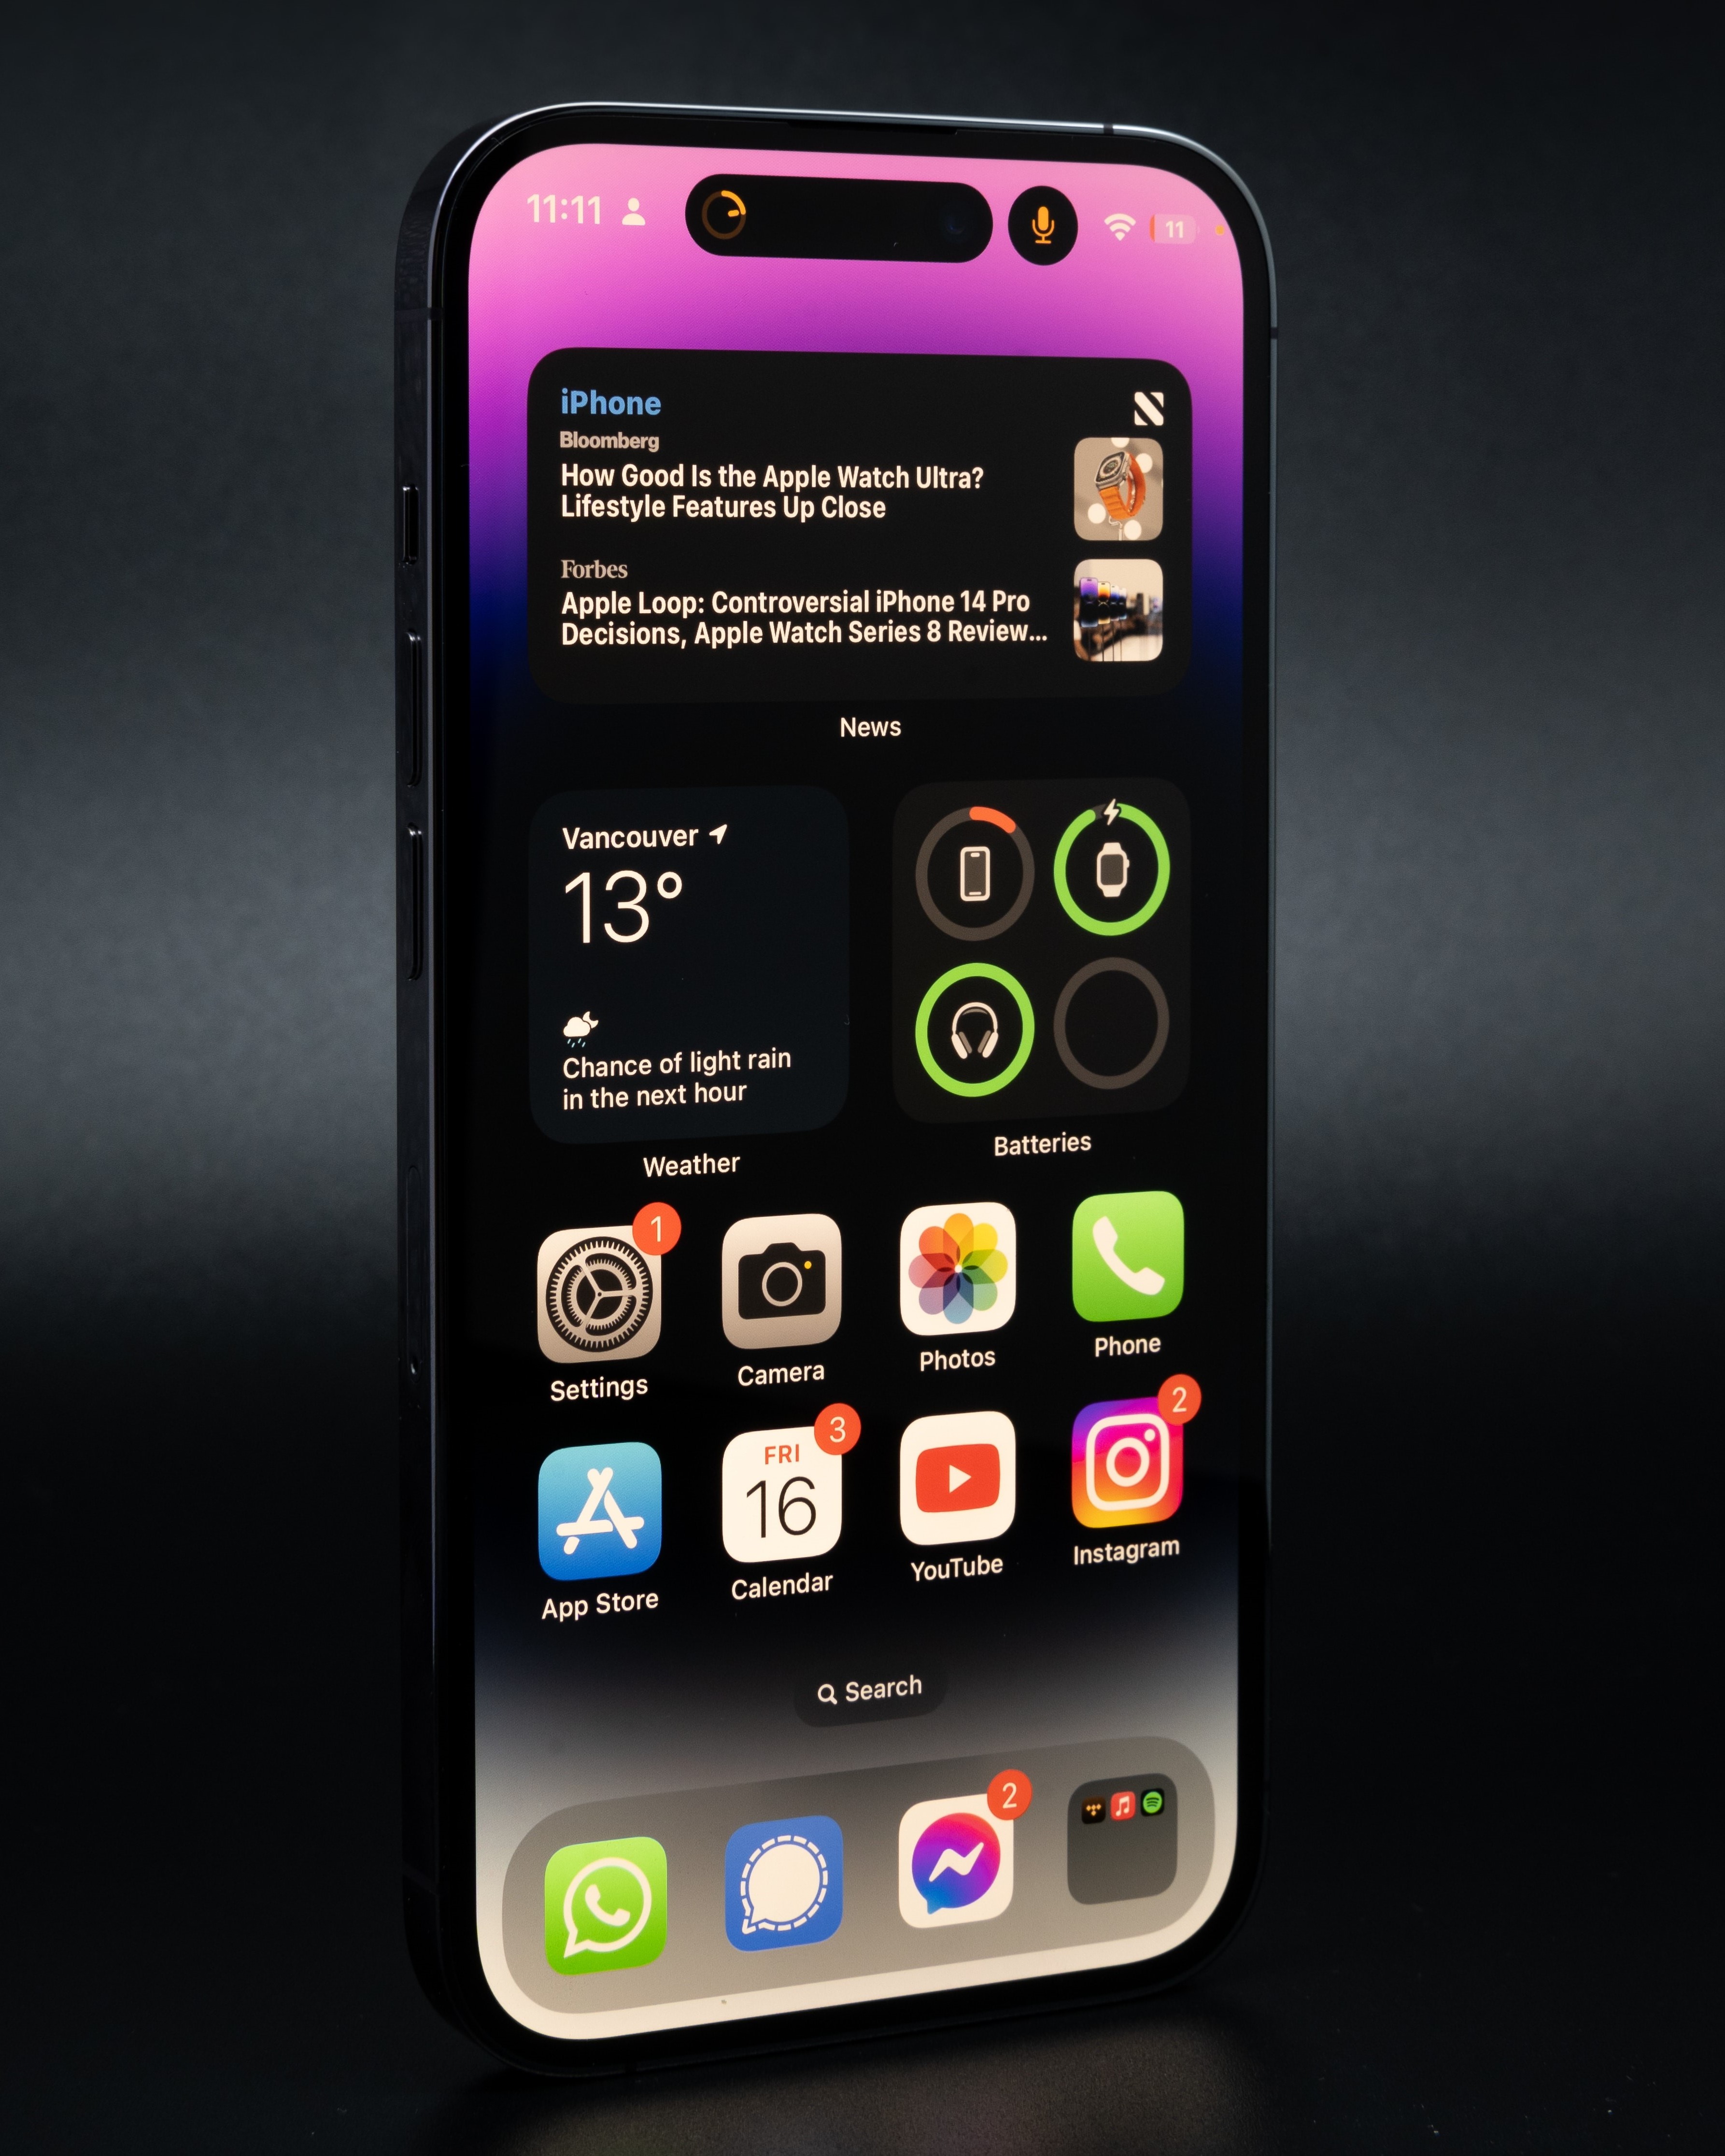 11:11
11
iPhone
Bloomberg
How Good Is the Apple Watch Ultra?
Lifestyle Features Up Close
Forbes
Apple Loop: Controversial iPhone 14 Pro
Decisions, Apple Watch Series 8 Review...
News
Vancouver
13°
Chance of light rain
in the next hour
Weather
Batteries
1
Settings
Camera
Photos
Phone
App Store
3
FRI
16
Calendar
YouTube
2
Instagram
Search
2